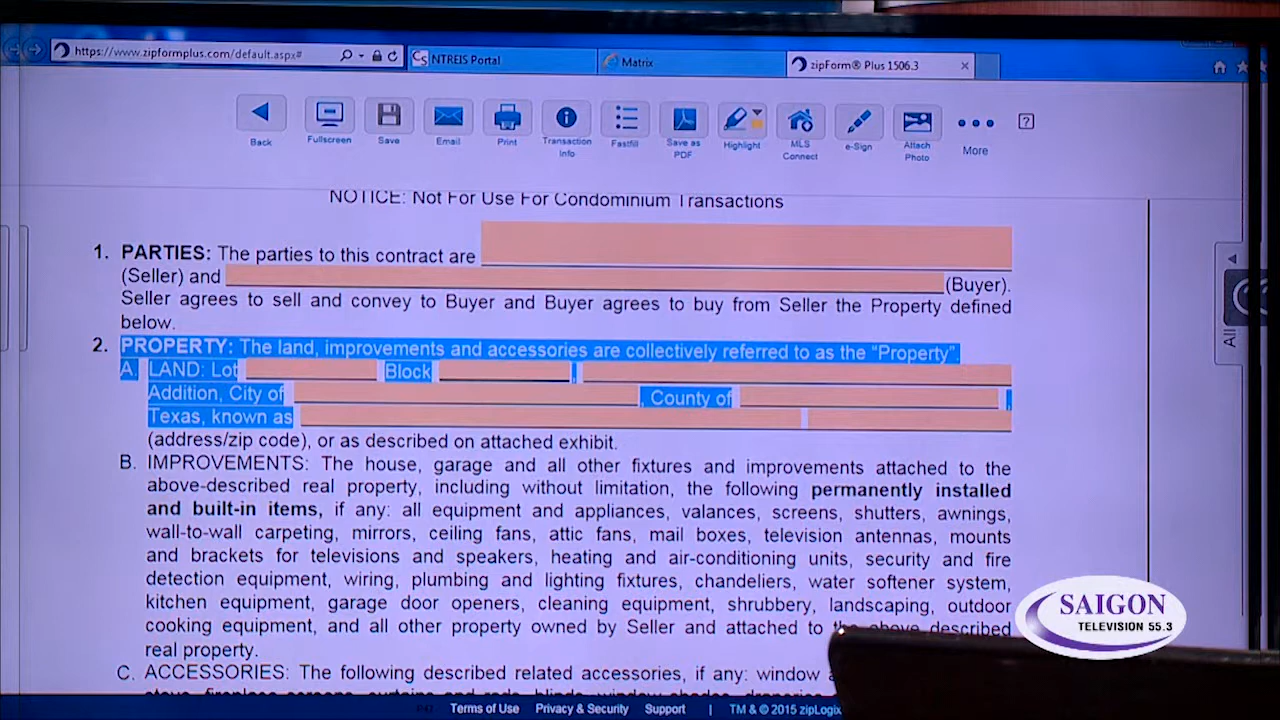 https://www.zipformplus.com/default.aspx#
NTREIS Portal
Matrix
zipForm® Plus 1506.3
Back
Fullscreen
Save
Email
Print
Transaction Info
Fastfill
Save as PDF
Highlight
MLS Connect
e-Sign
Attach Photo
More
NOTICE: Not For Use For Condominium Transactions
1. PARTIES: The parties to this contract are
(Seller) and (Buyer).
Seller agrees to sell and convey to Buyer and Buyer agrees to buy from Seller the Property defined
below.
2. PROPERTY: The land, improvements and accessories are collectively referred to as the "Property".
A. LAND: Lot Block ,
Addition, City of , County of ,
Texas, known as
(address/zip code), or as described on attached exhibit.
B. IMPROVEMENTS: The house, garage and all other fixtures and improvements attached to the
above-described real property, including without limitation, the following permanently installed
and built-in items, if any: all equipment and appliances, valances, screens, shutters, awnings,
wall-to-wall carpeting, mirrors, ceiling fans, attic fans, mail boxes, television antennas, mounts
and brackets for televisions and speakers, heating and air-conditioning units, security and fire
detection equipment, wiring, plumbing and lighting fixtures, chandeliers, water softener system,
kitchen equipment, garage door openers, cleaning equipment, shrubbery, landscaping, outdoor
cooking equipment, and all other property owned by Seller and attached to the above described
real property.
C. ACCESSORIES: The following described related accessories, if any: window
All
SAIGON
TELEVISION 55.3
Terms of Use Privacy & Security Support | TM & © 2015 zipLogix